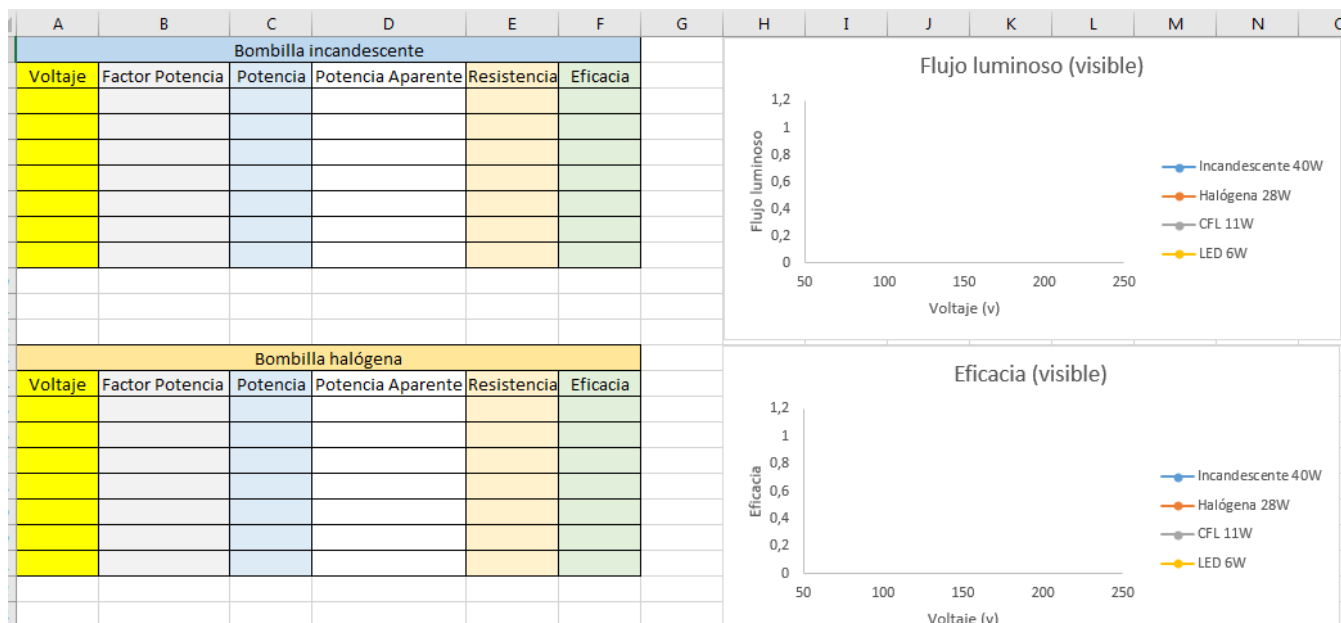 A B C D E F G H I J K L M N
Bombilla incandescente
Voltaje Factor Potencia Potencia Potencia Aparente Resistencia Eficacia
Bombilla halógena
Voltaje Factor Potencia Potencia Potencia Aparente Resistencia Eficacia
Flujo luminoso (visible)
Flujo luminoso
1,2
1
0,8
0,6
0,4
0,2
0
50 100 150 200 250
Voltaje (v)
Incandescente 40W
Halógena 28W
CFL 11W
LED 6W
Eficacia (visible)
Eficacia
1,2
1
0,8
0,6
0,4
0,2
0
50 100 150 200 250
Voltaje (v)
Incandescente 40W
Halógena 28W
CFL 11W
LED 6W